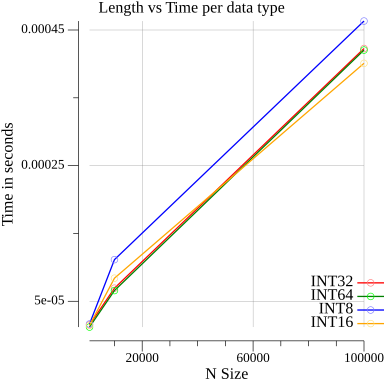 Length vs Time per data type
0.00045
0.00025
5e-05
Time in seconds
20000
60000
100000
N Size
INT32
INT64
INT8
INT16